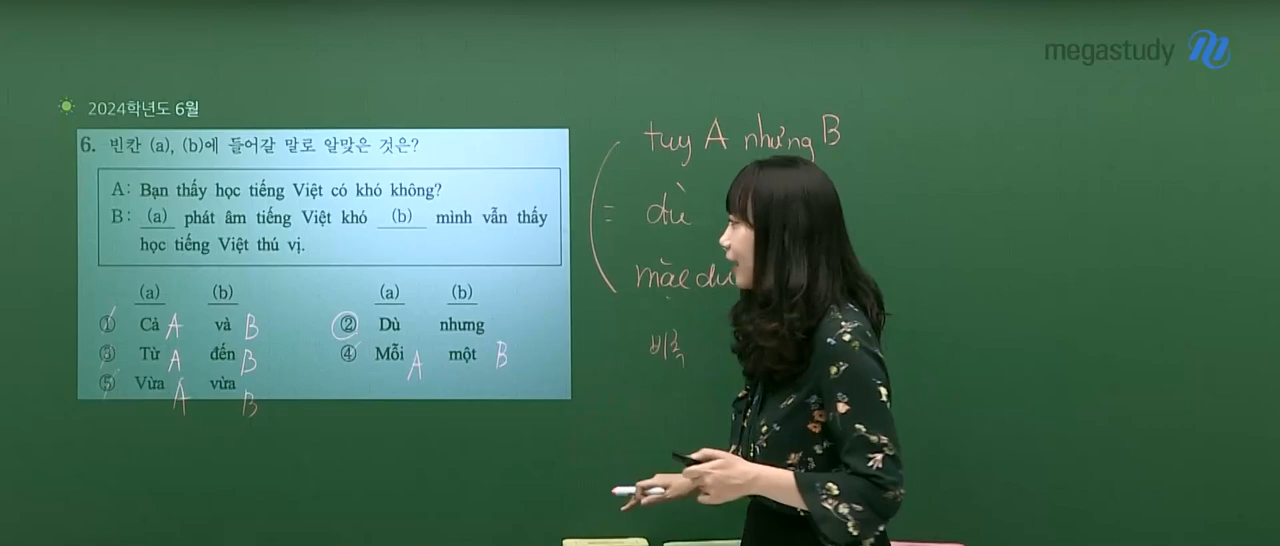 megastudy
2024학년도 6월
6. 빈칸 (a), (b)에 들어갈 말로 알맞은 것은?
A: Bạn thấy học tiếng Việt có khó không?
B: (a) phát âm tiếng Việt khó (b) mình vẫn thấy
học tiếng Việt thú vị.
(a) (b) (a) (b)
① Cả A và B ② Dù nhưng
③ Từ A đến B ④ Mỗi A một B
⑤ Vừa A vừa B
tuy A nhưng B
= dù
비록